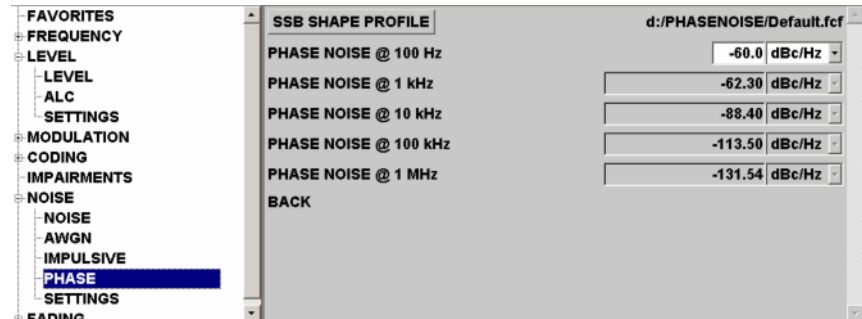 FAVORITES
FREQUENCY
LEVEL
LEVEL
ALC
SETTINGS
MODULATION
CODING
IMPAIRMENTS
NOISE
NOISE
AWGN
IMPULSIVE
PHASE
SETTINGS
FADING
SSB SHAPE PROFILE d:/PHASENOISE/Default.fcf
PHASE NOISE @ 100 Hz -60.0 dBc/Hz
PHASE NOISE @ 1 kHz -62.30 dBc/Hz
PHASE NOISE @ 10 kHz -88.40 dBc/Hz
PHASE NOISE @ 100 kHz -113.50 dBc/Hz
PHASE NOISE @ 1 MHz -131.54 dBc/Hz
BACK